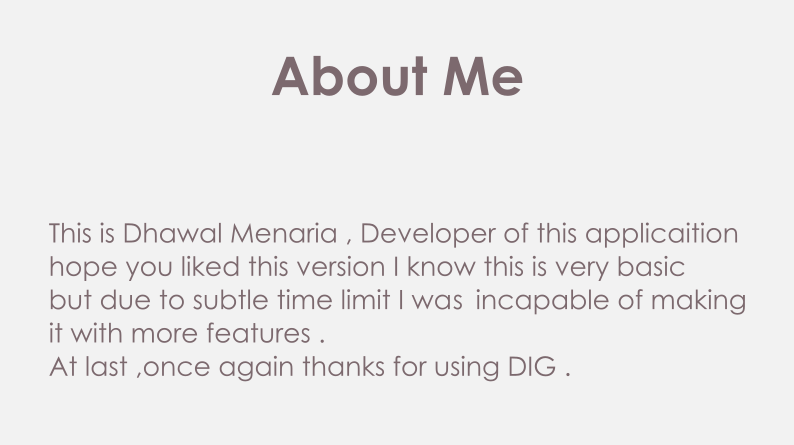 About Me
This is Dhawal Menaria , Developer of this applicaition
hope you liked this version I know this is very basic
but due to subtle time limit I was incapable of making
it with more features .
At last ,once again thanks for using DIG .